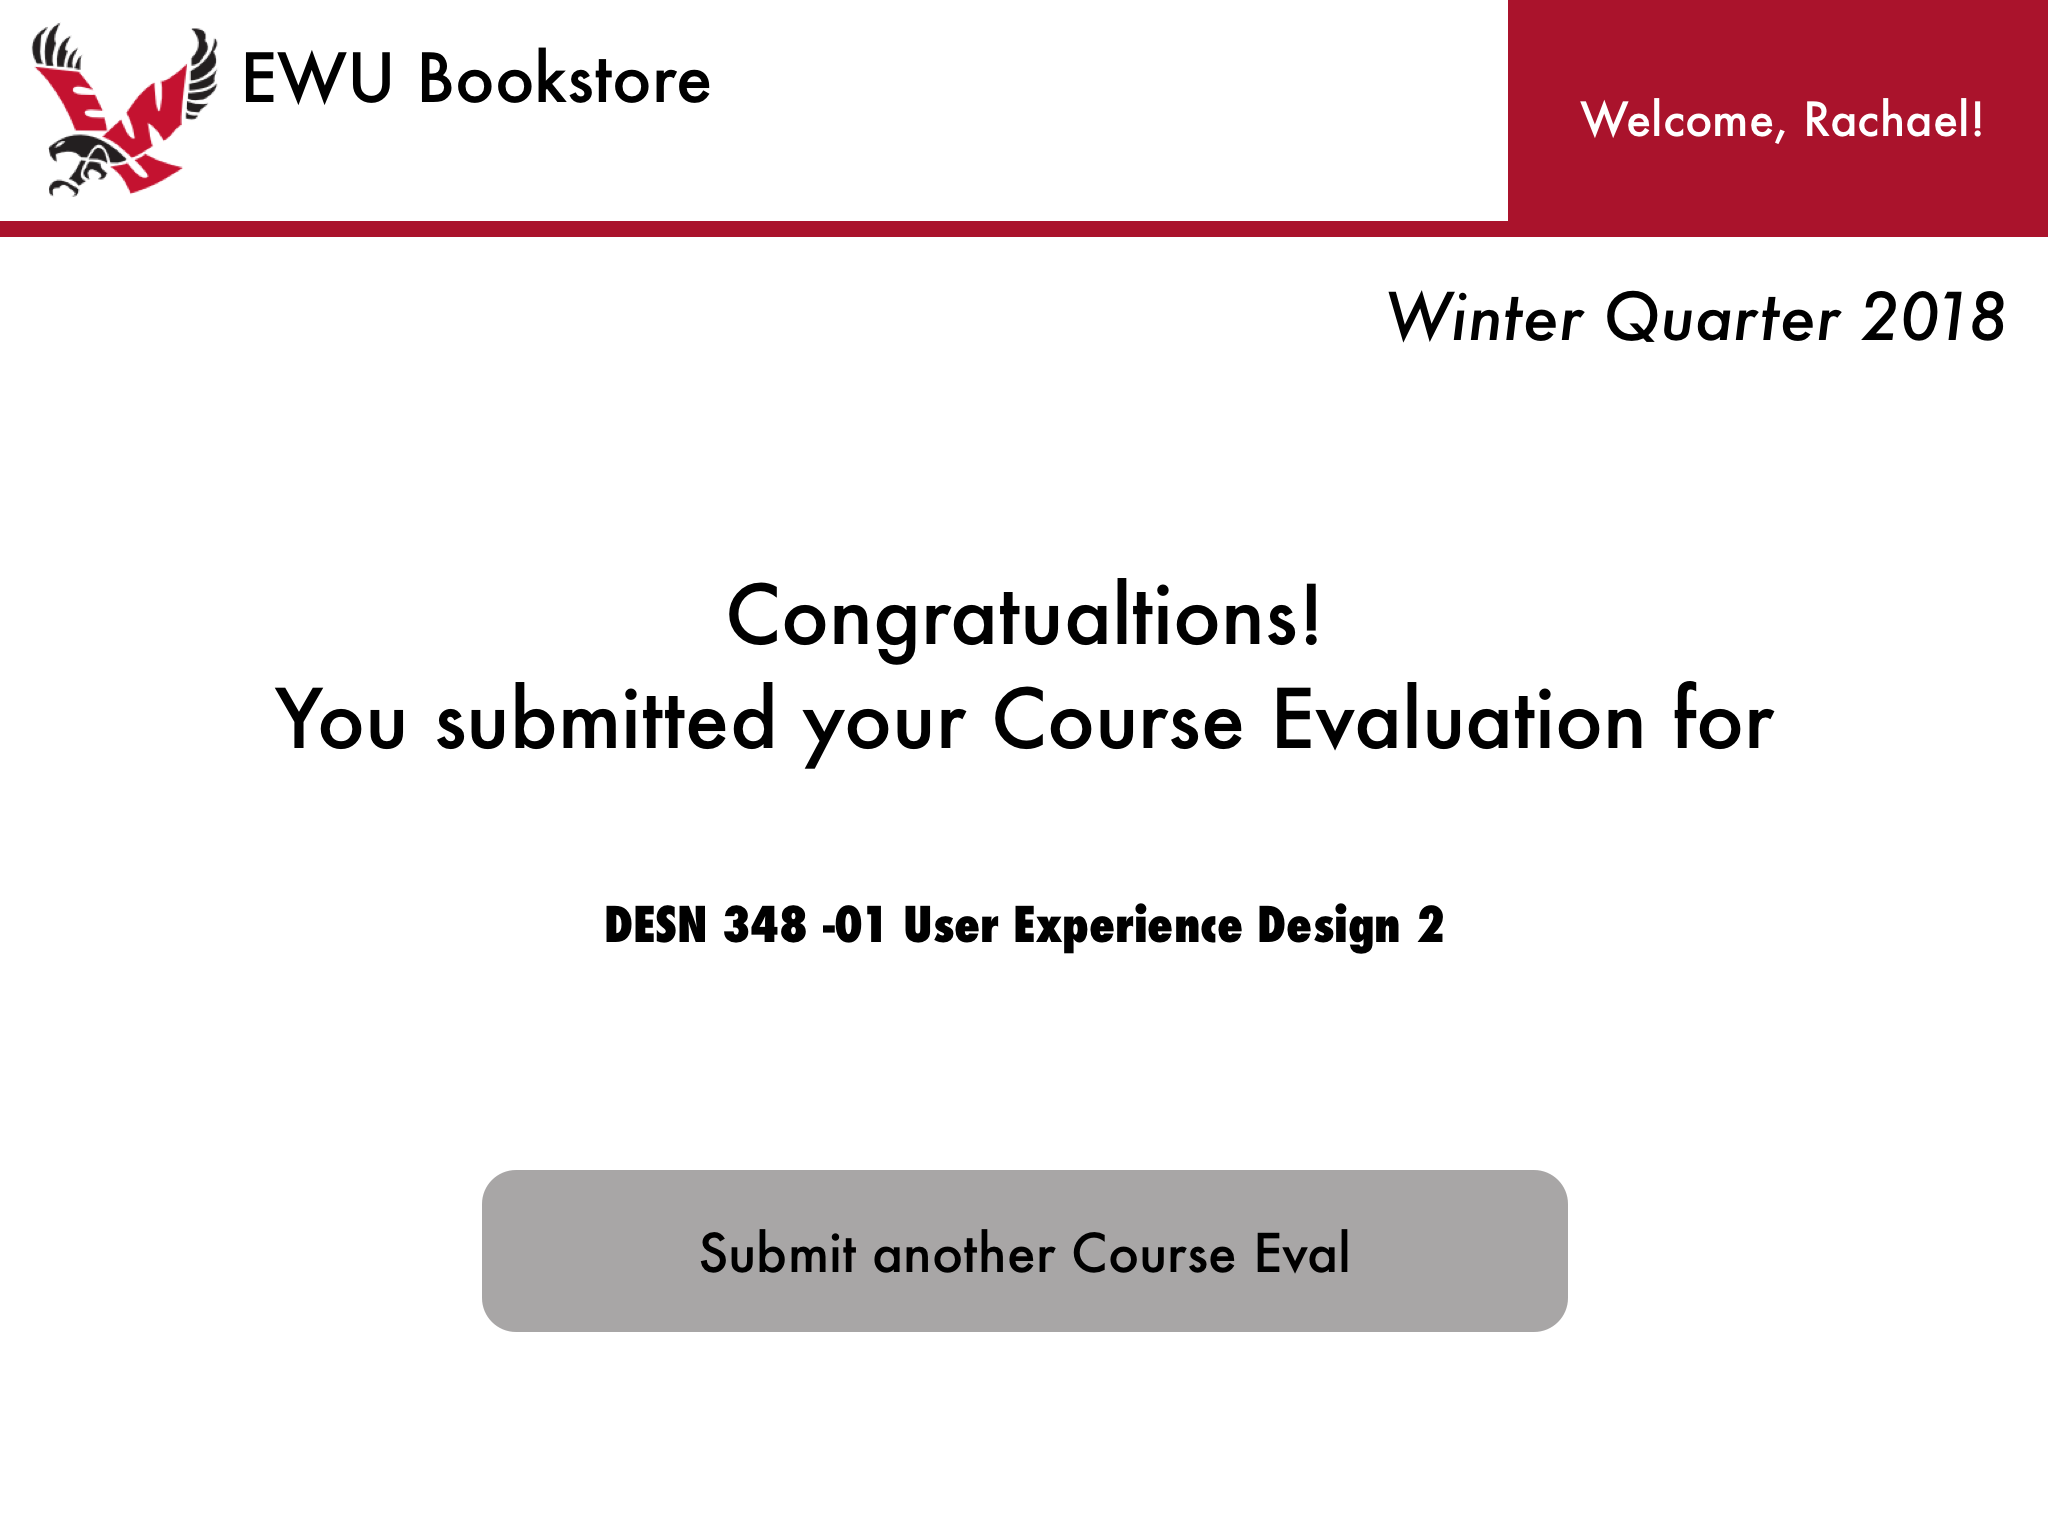 EWU
EWU Bookstore
Welcome, Rachael!
Winter Quarter 2018
Congratualtions!
You submitted your Course Evaluation for
DESN 348 -01 User Experience Design 2
Submit another Course Eval